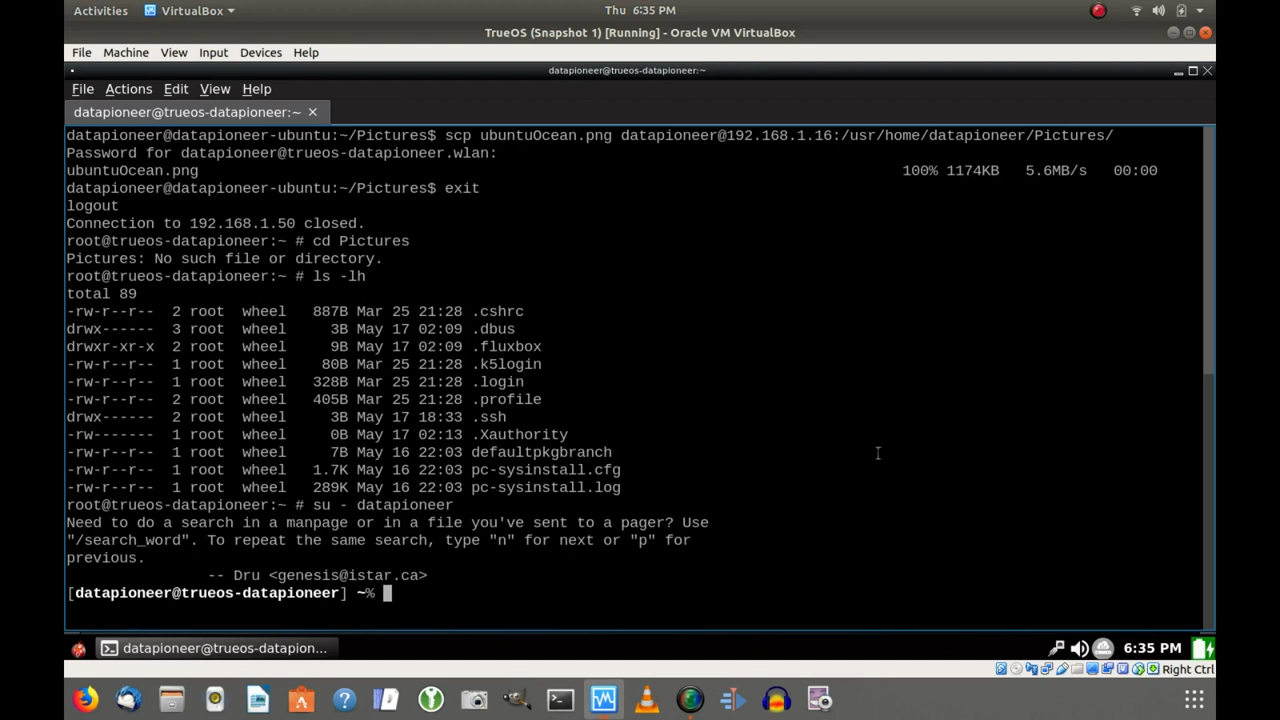 Activities VirtualBox Thu 6:35 PM
TrueOS (Snapshot 1) [Running] - Oracle VM VirtualBox
File Machine View Input Devices Help
datapioneer@trueos-datapioneer:~
File Actions Edit View Help
datapioneer@trueos-datapioneer:~
datapioneer@datapioneer-ubuntu:~/Pictures$ scp ubuntuOcean.png datapioneer@192.168.1.16:/usr/home/datapioneer/Pictures/
Password for datapioneer@trueos-datapioneer.wlan:
ubuntuOcean.png 100% 1174KB 5.6MB/s 00:00
datapioneer@datapioneer-ubuntu:~/Pictures$ exit
logout
Connection to 192.168.1.50 closed.
root@trueos-datapioneer:~ # cd Pictures
Pictures: No such file or directory.
root@trueos-datapioneer:~ # ls -lh
total 89
-rw-r--r-- 2 root wheel 887B Mar 25 21:28 .cshrc
drwx------ 3 root wheel 3B May 17 02:09 .dbus
drwxr-xr-x 2 root wheel 9B May 17 02:09 .fluxbox
-rw-r--r-- 1 root wheel 80B Mar 25 21:28 .k5login
-rw-r--r-- 1 root wheel 328B Mar 25 21:28 .login
-rw-r--r-- 2 root wheel 405B Mar 25 21:28 .profile
drwx------ 2 root wheel 3B May 17 18:33 .ssh
-rw------- 1 root wheel 0B May 17 02:13 .Xauthority
-rw-r--r-- 1 root wheel 7B May 16 22:03 defaultpkgbranch
-rw-r--r-- 1 root wheel 1.7K May 16 22:03 pc-sysinstall.cfg
-rw-r--r-- 1 root wheel 289K May 16 22:03 pc-sysinstall.log
root@trueos-datapioneer:~ # su - datapioneer
Need to do a search in a manpage or in a file you've sent to a pager? Use
"/search_word". To repeat the same search, type "n" for next or "p" for
previous.
-- Dru <genesis@istar.ca>
[datapioneer@trueos-datapioneer] ~%
datapioneer@trueos-datapion... 6:35 PM
Right Ctrl